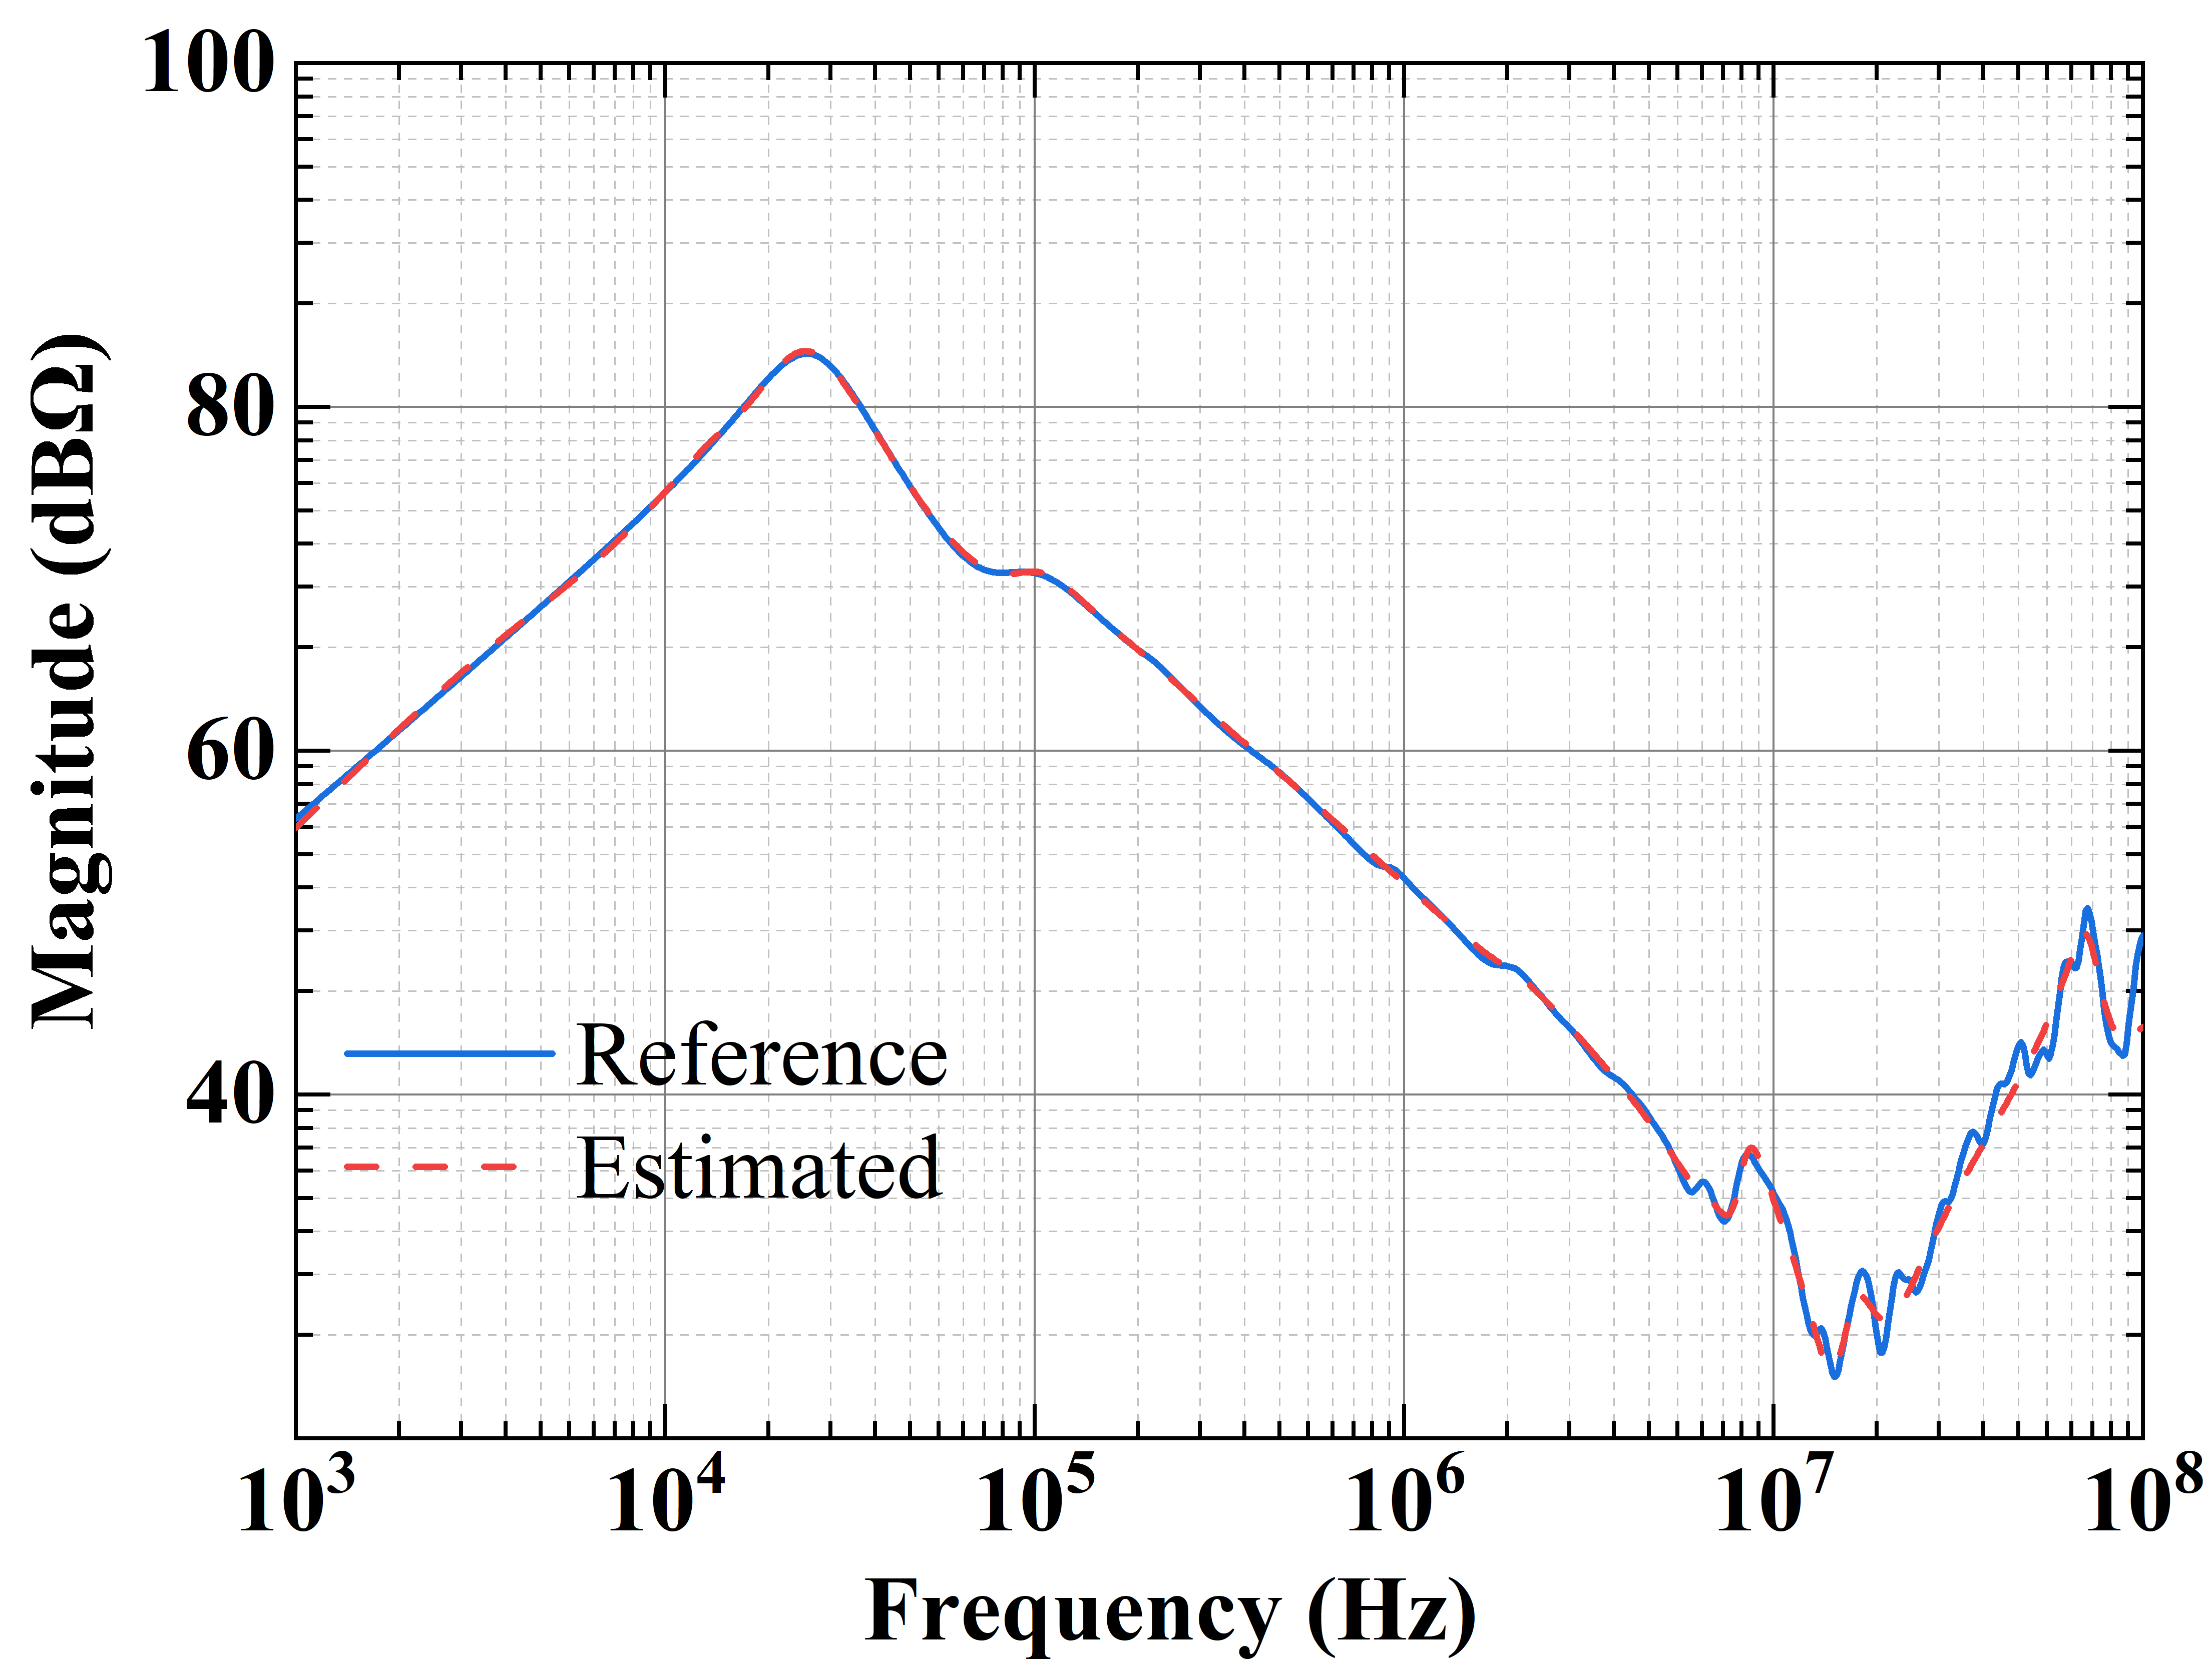 100
80
60
40
Magnitude (dBΩ)
Reference
Estimated
10³ 10⁴ 10⁵ 10⁶ 10⁷ 10⁸
Frequency (Hz)